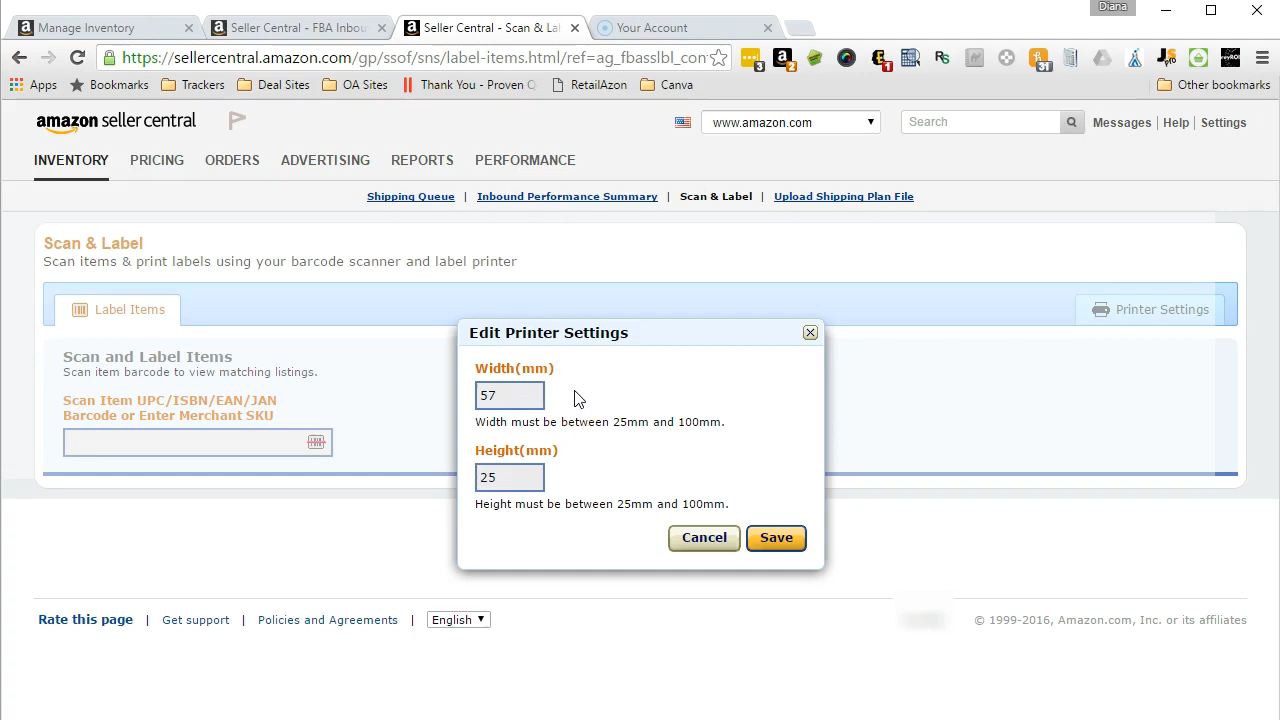 Diana
Manage Inventory
Seller Central - FBA Inbou
Seller Central - Scan & La
Your Account
https://sellercentral.amazon.com/gp/ssof/sns/label-items.html/ref=ag_fbasslbl_con
3
2
1
31
Apps
Bookmarks
Trackers
Deal Sites
OA Sites
Thank You - Proven Q
RetailAzon
Canva
Other bookmarks
amazon seller central
www.amazon.com
Search
Messages | Help | Settings
INVENTORY PRICING ORDERS ADVERTISING REPORTS PERFORMANCE
Shipping Queue | Inbound Performance Summary | Scan & Label | Upload Shipping Plan File
Scan & Label
Scan items & print labels using your barcode scanner and label printer
Label Items
Printer Settings
Scan and Label Items
Scan item barcode to view matching listings.
Scan Item UPC/ISBN/EAN/JAN
Barcode or Enter Merchant SKU
Edit Printer Settings
Width(mm)
57
Width must be between 25mm and 100mm.
Height(mm)
25
Height must be between 25mm and 100mm.
Cancel
Save
Rate this page | Get support | Policies and Agreements | English
© 1999-2016, Amazon.com, Inc. or its affiliates